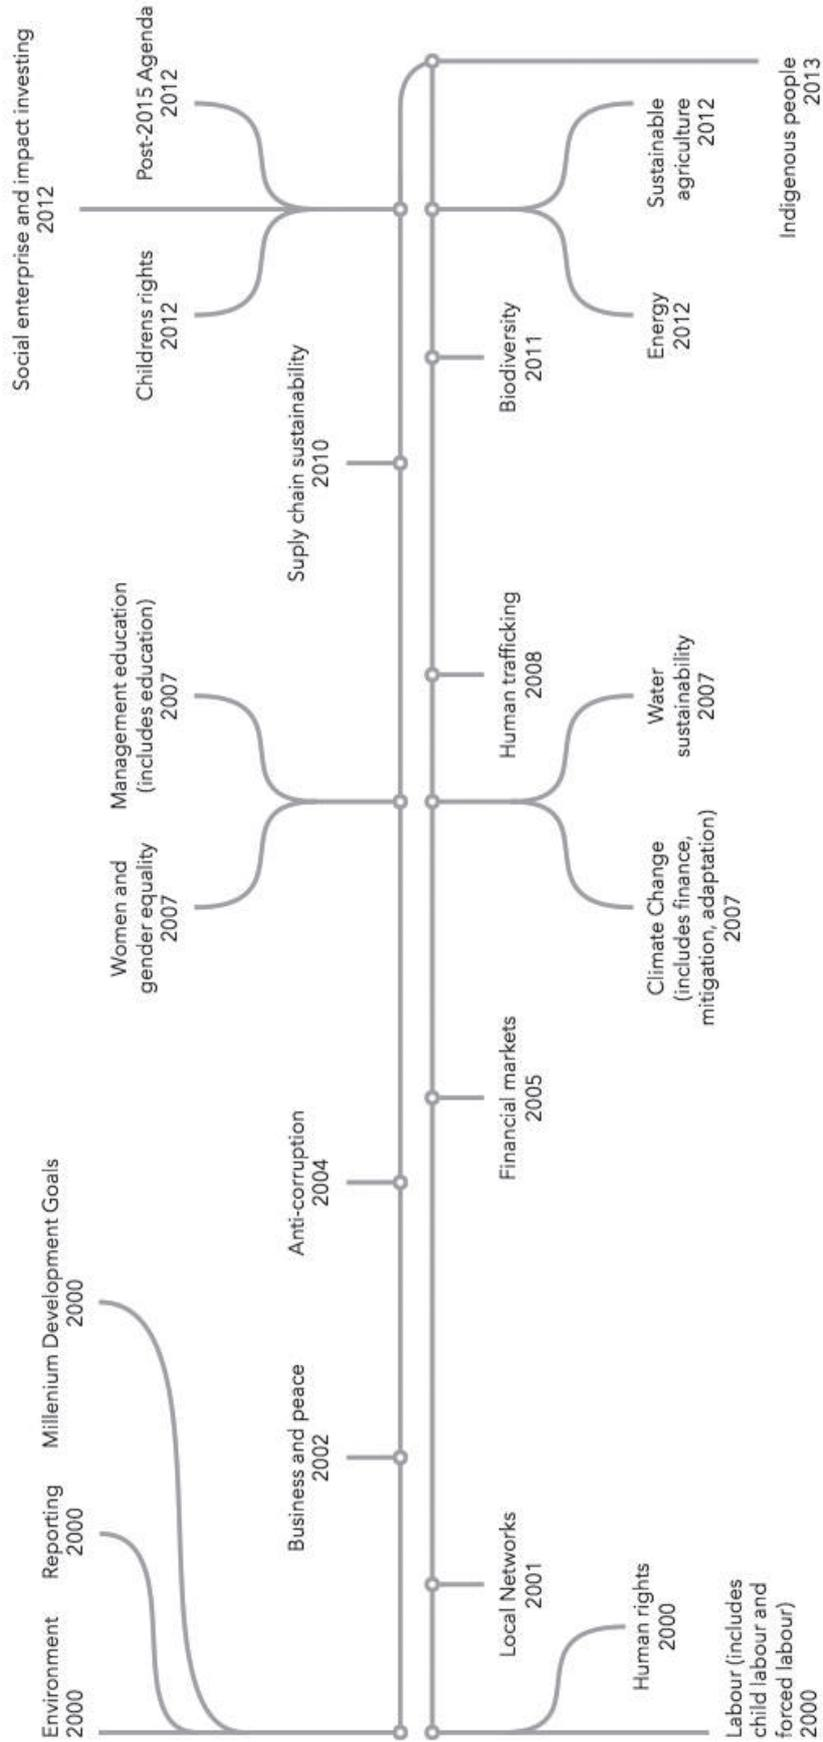 Environment
2000
Reporting
2000
Millenium Development Goals
2000
Business and peace
2002
Anti-corruption
2004
Women and
gender equality
2007
Management education
(includes education)
2007
Suply chain sustainability
2010
Childrens rights
2012
Social enterprise and impact investing
2012
Post-2015 Agenda
2012
Labour (includes
child labour and
forced labour)
2000
Human rights
2000
Local Networks
2001
Financial markets
2005
Climate Change
(includes finance,
mitigation, adaptation)
2007
Water
sustainability
2007
Human trafficking
2008
Biodiversity
2011
Energy
2012
Sustainable
agriculture
2012
Indigenous people
2013